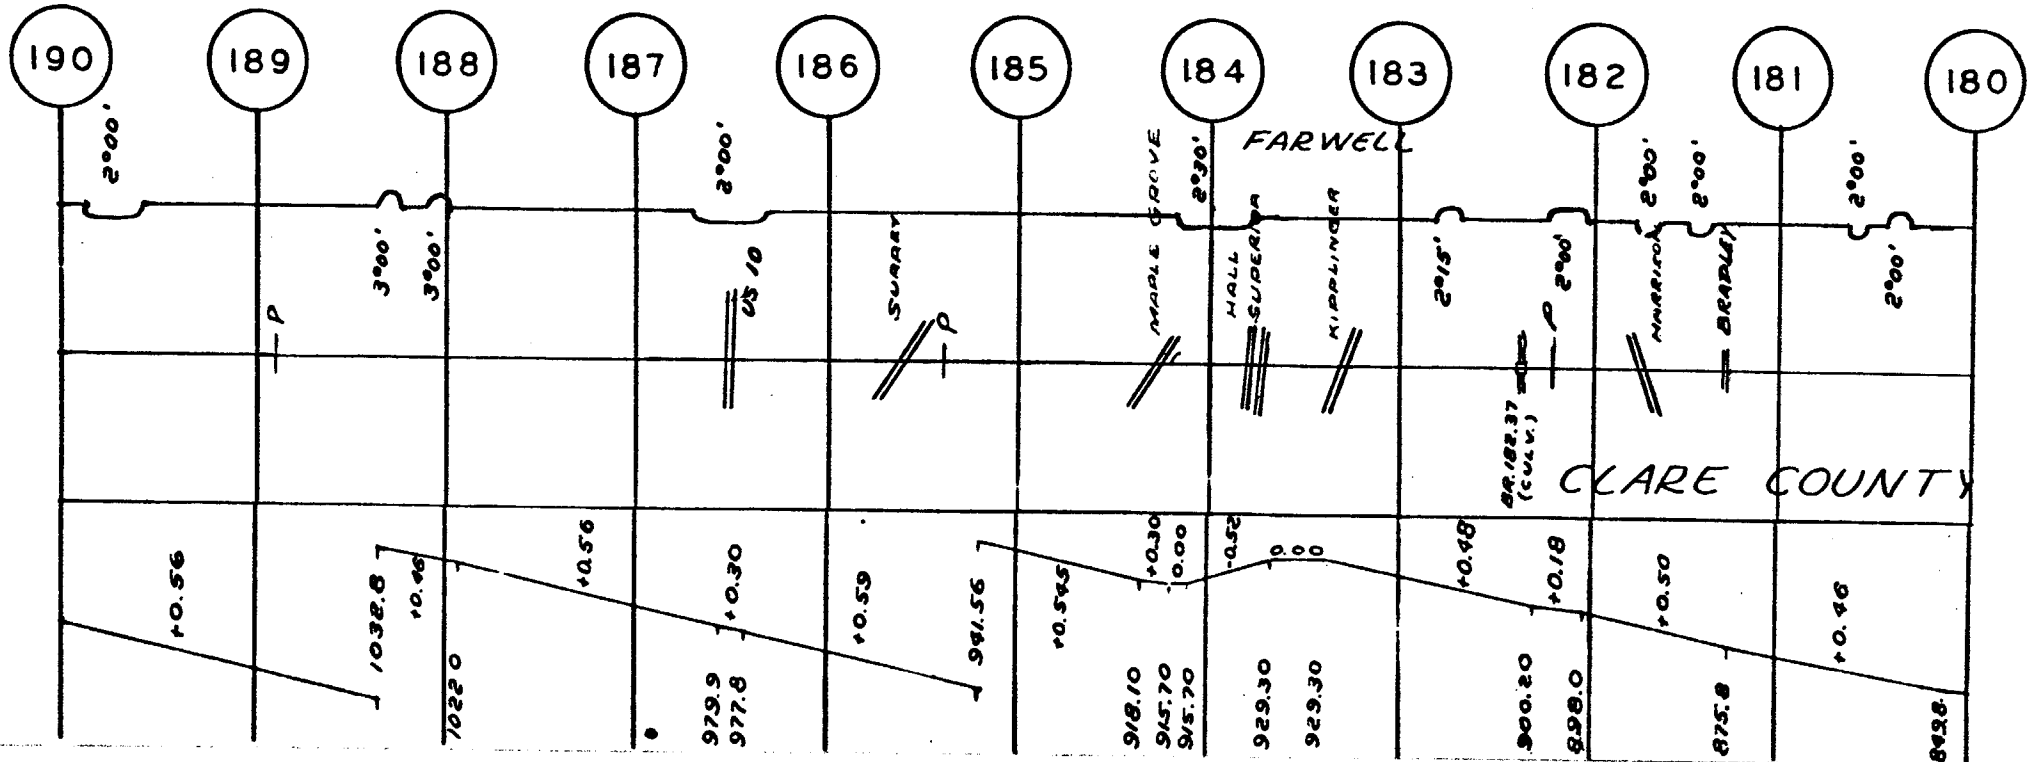 190 189 188 187 186 185 184 183 182 181 180
2°00'
3°00'
3°00'
2°00'
2°30'
FARWELL
2°15'
2°00'
2°00'
2°00'
2°00'
2°00'
P
US 10
SURREY
P
MAPLE GROVE
HALL
SUPERIOR
KIPPLINGER
P
HARRISON
BRADLEY
BR.182.37
(CULV.)
CLARE COUNTY
+0.56
+0.46
+0.56
+0.30
+0.59
+0.545
+0.30
0.00
-0.52
0.00
+0.48
+0.18
+0.50
+0.46
1032.8
1022.0
979.9
977.8
941.56
918.10
915.70
915.70
929.30
929.30
900.20
898.0
875.8
849.8